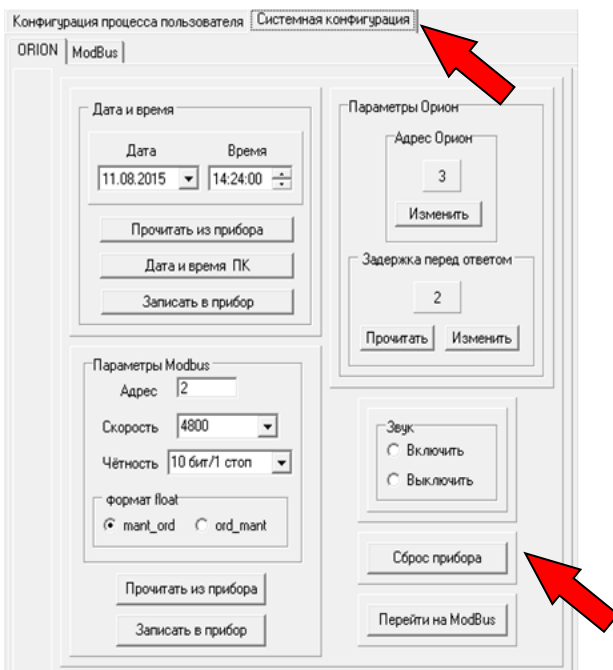 Конфигурация процесса пользователя Системная конфигурация
ORION ModBus
Дата и время
Дата Время
11.08.2015 14:24:00
Прочитать из прибора
Дата и время ПК
Записать в прибор
Параметры Орион
Адрес Орион
3
Изменить
Задержка перед ответом
2
Прочитать Изменить
Параметры Modbus
Адрес 2
Скорость 4800
Чётность 10 бит/1 стоп
формат float
mant_ord ord_mant
Прочитать из прибора
Записать в прибор
Звук
Включить
Выключить
Сброс прибора
Перейти на ModBus